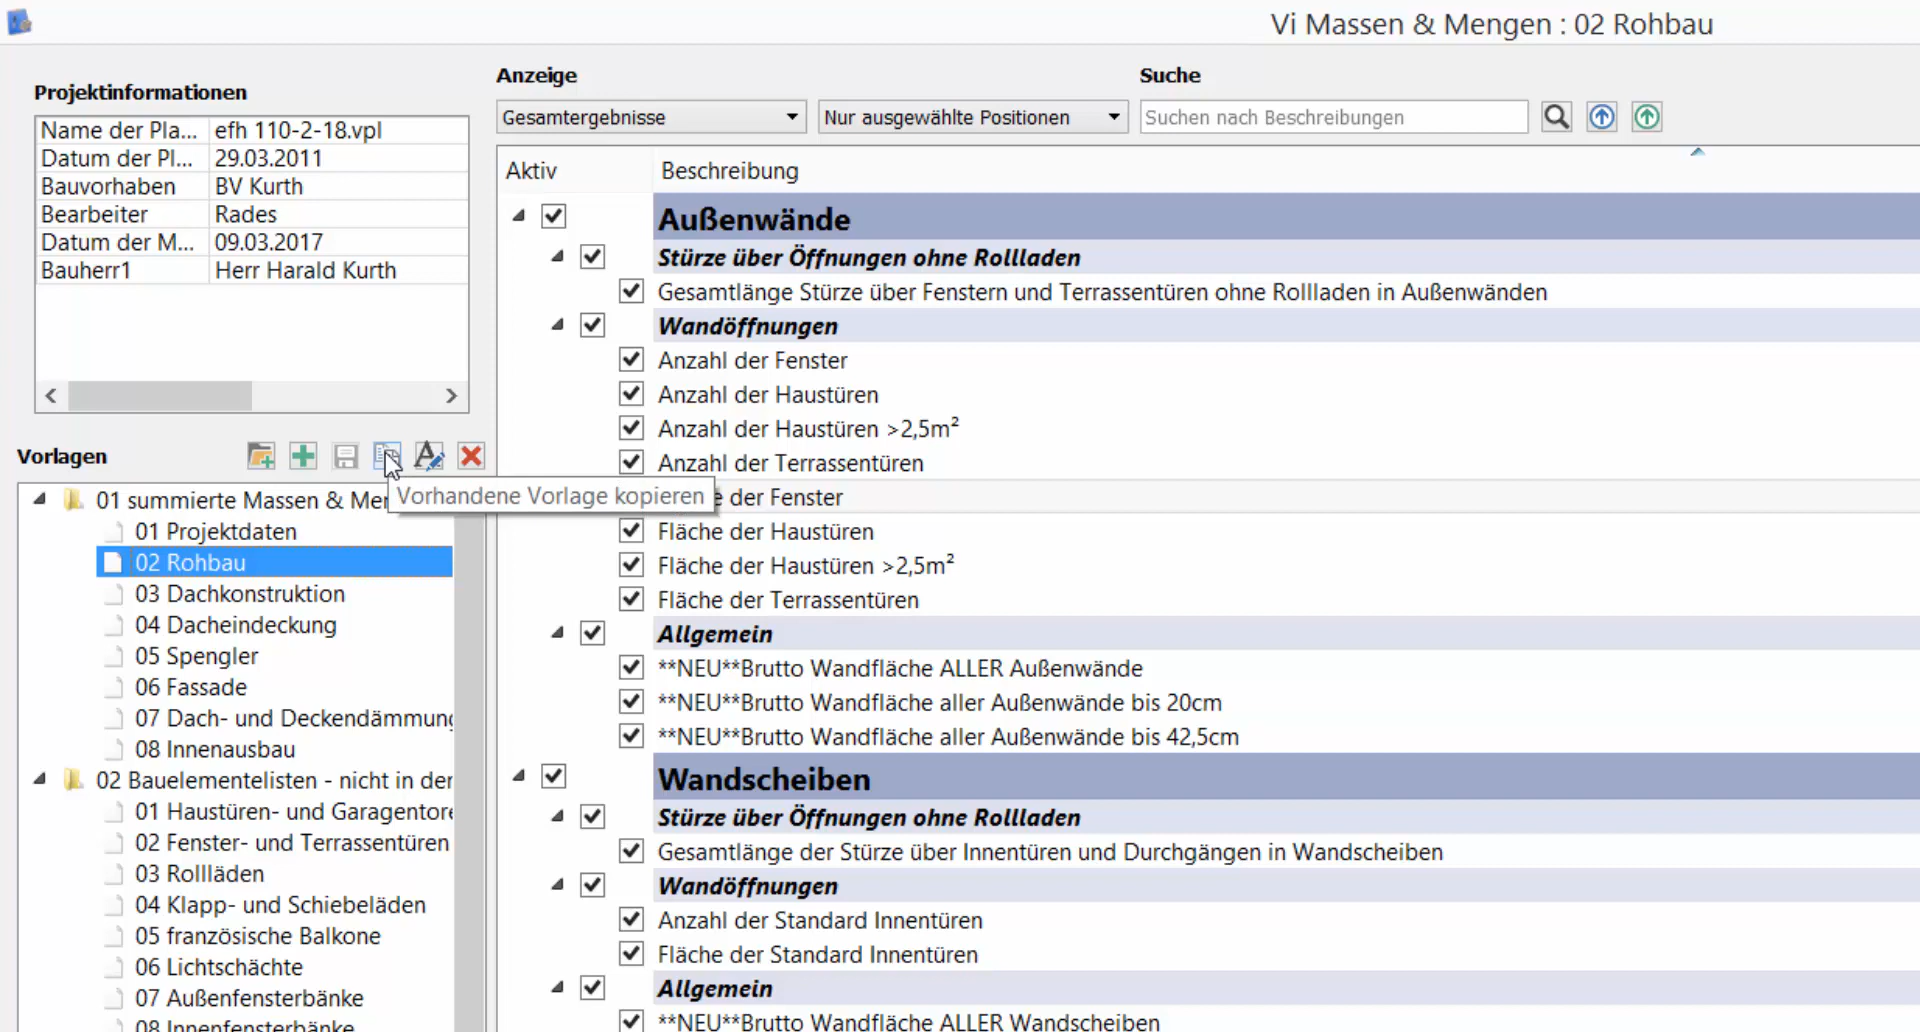 Vi Massen & Mengen : 02 Rohbau
Projektinformationen
Name der Pla... efh 110-2-18.vpl
Datum der Pl... 29.03.2011
Bauvorhaben BV Kurth
Bearbeiter Rades
Datum der M... 09.03.2017
Bauherr1 Herr Harald Kurth
Vorlagen
Vorhandene Vorlage kopieren
01 summierte Massen &
01 Projektdaten
02 Rohbau
03 Dachkonstruktion
04 Dacheindeckung
05 Spengler
06 Fassade
07 Dach- und Deckendämmung
08 Innenausbau
02 Bauelementelisten - nicht in der
01 Haustüren- und Garagentore
02 Fenster- und Terrassentüren
03 Rollläden
04 Klapp- und Schiebeläden
05 französische Balkone
06 Lichtschächte
07 Außenfensterbänke
08 Innenfensterbänke
Anzeige
Gesamtergebnisse
Nur ausgewählte Positionen
Suche
Suchen nach Beschreibungen
Aktiv Beschreibung
Außenwände
Stürze über Öffnungen ohne Rollladen
Gesamtlänge Stürze über Fenstern und Terrassentüren ohne Rollladen in Außenwänden
Wandöffnungen
Anzahl der Fenster
Anzahl der Haustüren
Anzahl der Haustüren >2,5m²
Anzahl der Terrassentüren
der Fenster
Fläche der Haustüren
Fläche der Haustüren >2,5m²
Fläche der Terrassentüren
Allgemein
**NEU**Brutto Wandfläche ALLER Außenwände
**NEU**Brutto Wandfläche aller Außenwände bis 20cm
**NEU**Brutto Wandfläche aller Außenwände bis 42,5cm
Wandscheiben
Stürze über Öffnungen ohne Rollladen
Gesamtlänge der Stürze über Innentüren und Durchgängen in Wandscheiben
Wandöffnungen
Anzahl der Standard Innentüren
Fläche der Standard Innentüren
Allgemein
**NEU**Brutto Wandfläche ALLER Wandscheiben